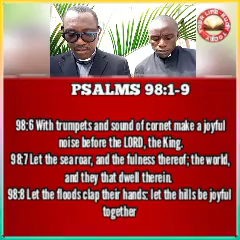 PSALMS 98:1-9
98:6 With trumpets and sound of cornet make a joyful
noise before the LORD, the King.
98:7 Let the sea roar, and the fulness thereof; the world,
and they that dwell therein.
98:8 Let the floods clap their hands: let the hills be joyful
together